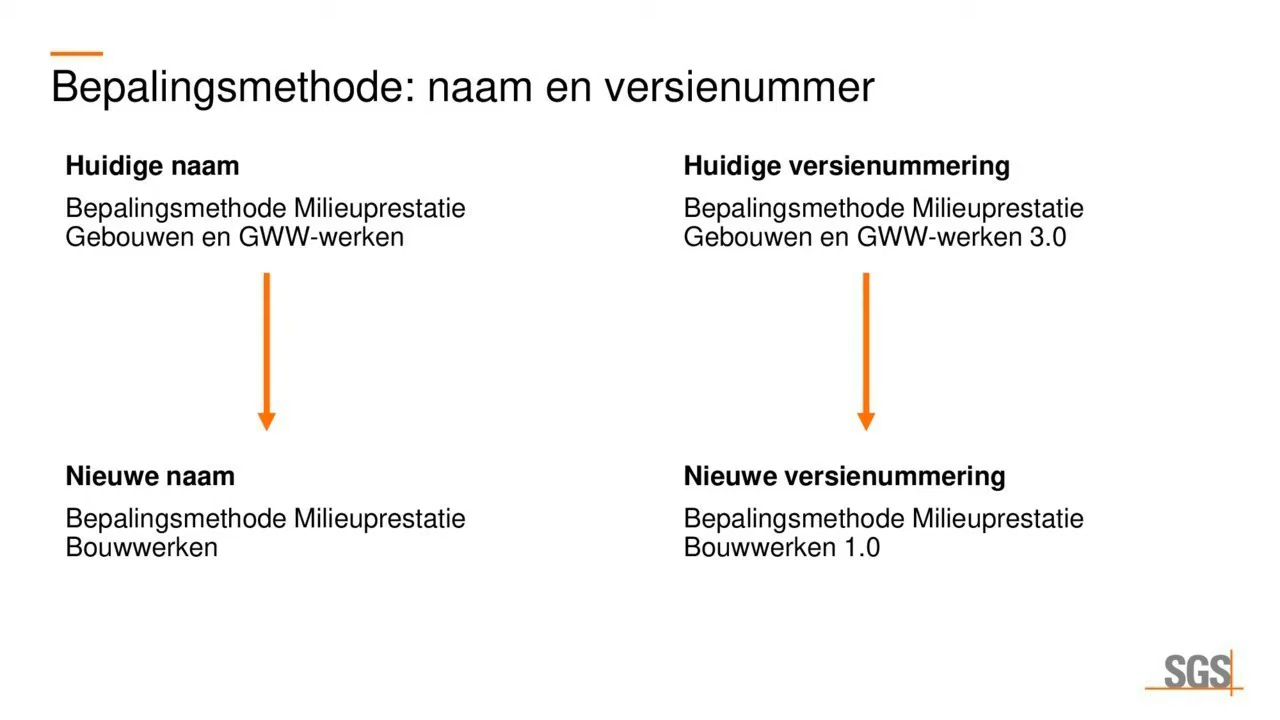 Bepalingsmethode: naam en versienummer
Huidige naam
Bepalingsmethode Milieuprestatie
Gebouwen en GWW-werken
Huidige versienummering
Bepalingsmethode Milieuprestatie
Gebouwen en GWW-werken 3.0
Nieuwe naam
Bepalingsmethode Milieuprestatie
Bouwwerken
Nieuwe versienummering
Bepalingsmethode Milieuprestatie
Bouwwerken 1.0
SGS